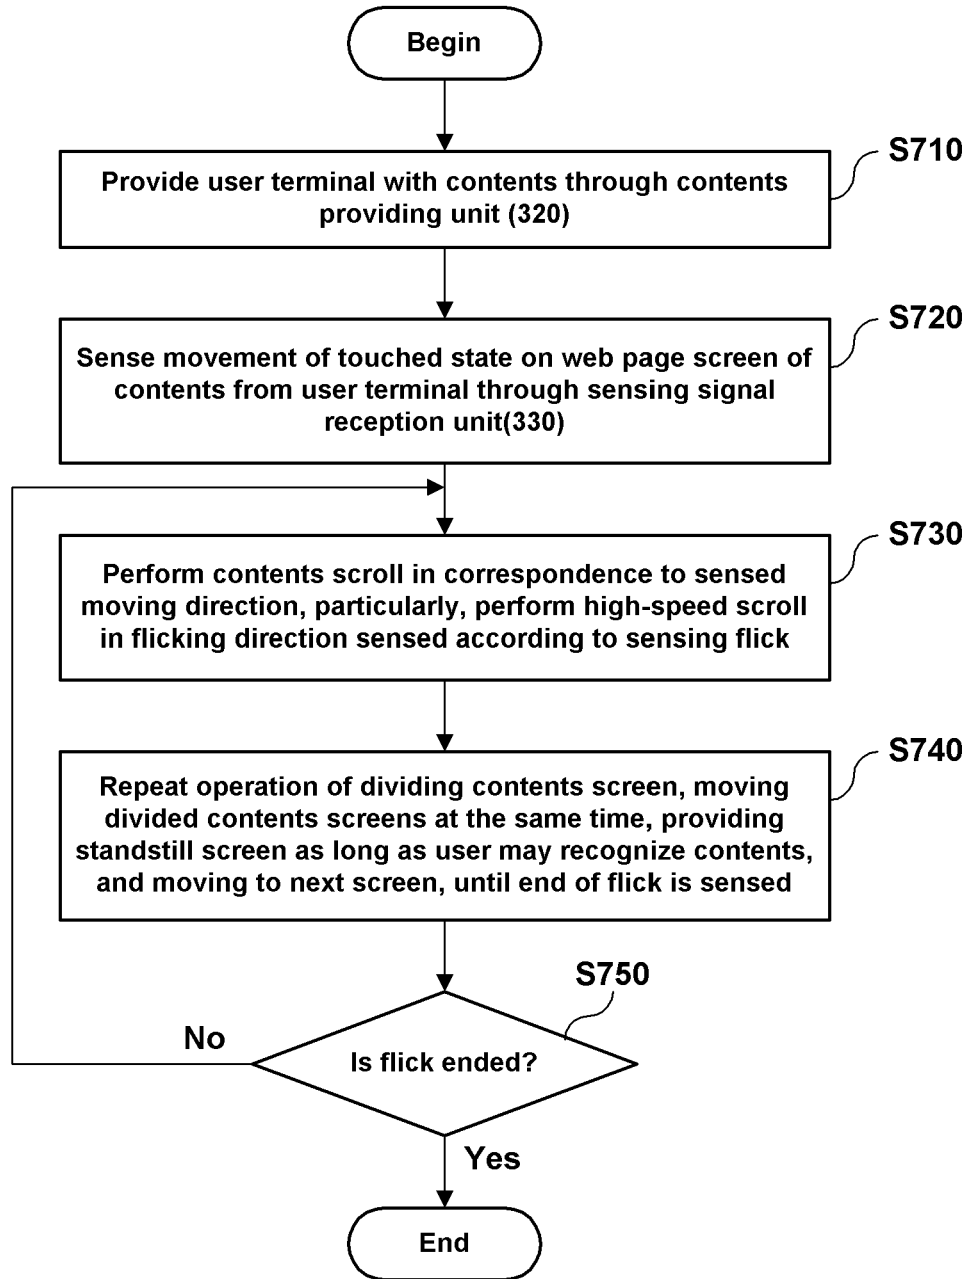 Begin
S710
Provide user terminal with contents through contents
providing unit (320)
S720
Sense movement of touched state on web page screen of
contents from user terminal through sensing signal
reception unit(330)
S730
Perform contents scroll in correspondence to sensed
moving direction, particularly, perform high-speed scroll
in flicking direction sensed according to sensing flick
S740
Repeat operation of dividing contents screen, moving
divided contents screens at the same time, providing
standstill screen as long as user may recognize contents,
and moving to next screen, until end of flick is sensed
S750
No
Is flick ended?
Yes
End